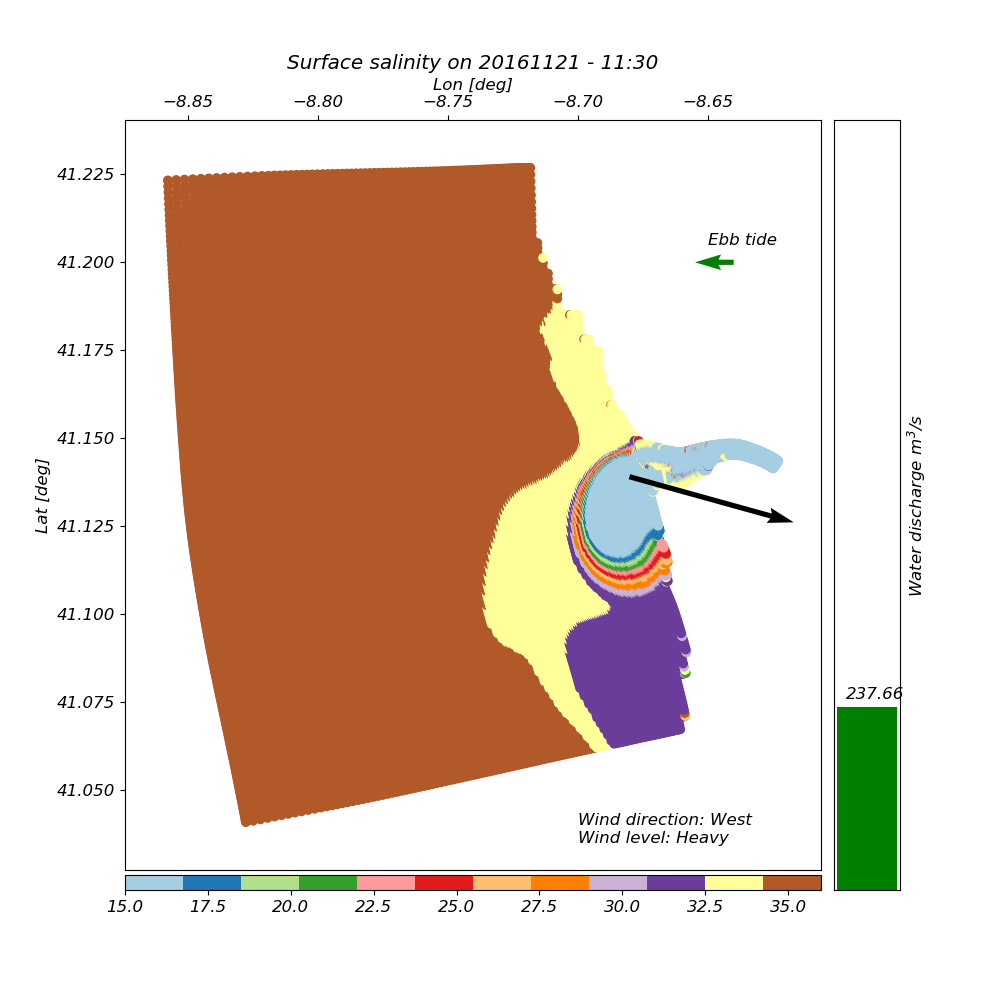 Surface salinity on 20161121 - 11:30
Lon [deg]
−8.85 −8.80 −8.75 −8.70 −8.65
41.225
Ebb tide
41.200
41.175
41.150
41.125
41.100
41.075
41.050
Lat [deg]
Water discharge m³/s
237.66
Wind direction: West
Wind level: Heavy
15.0 17.5 20.0 22.5 25.0 27.5 30.0 32.5 35.0